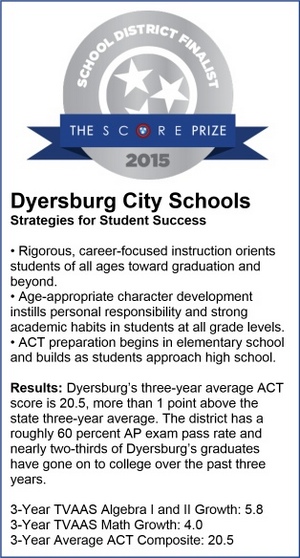 SCHOOL DISTRICT FINALIST
THE SCORE PRIZE
2015
Dyersburg City Schools
Strategies for Student Success
• Rigorous, career-focused instruction orients
students of all ages toward graduation and
beyond.
• Age-appropriate character development
instills personal responsibility and strong
academic habits in students at all grade levels.
• ACT preparation begins in elementary school
and builds as students approach high school.
Results: Dyersburg's three-year average ACT
score is 20.5, more than 1 point above the
state three-year average. The district has a
roughly 60 percent AP exam pass rate and
nearly two-thirds of Dyersburg's graduates
have gone on to college over the past three
years.
3-Year TVAAS Algebra I and II Growth: 5.8
3-Year TVAAS Math Growth: 4.0
3-Year Average ACT Composite: 20.5